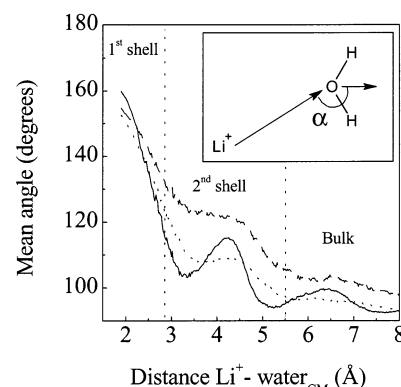 1st shell
2nd shell
Bulk
H
O
H
α
Li+
Mean angle (degrees)
180
160
140
120
100
2
3
4
5
6
7
8
Distance Li+- waterCM (Å)